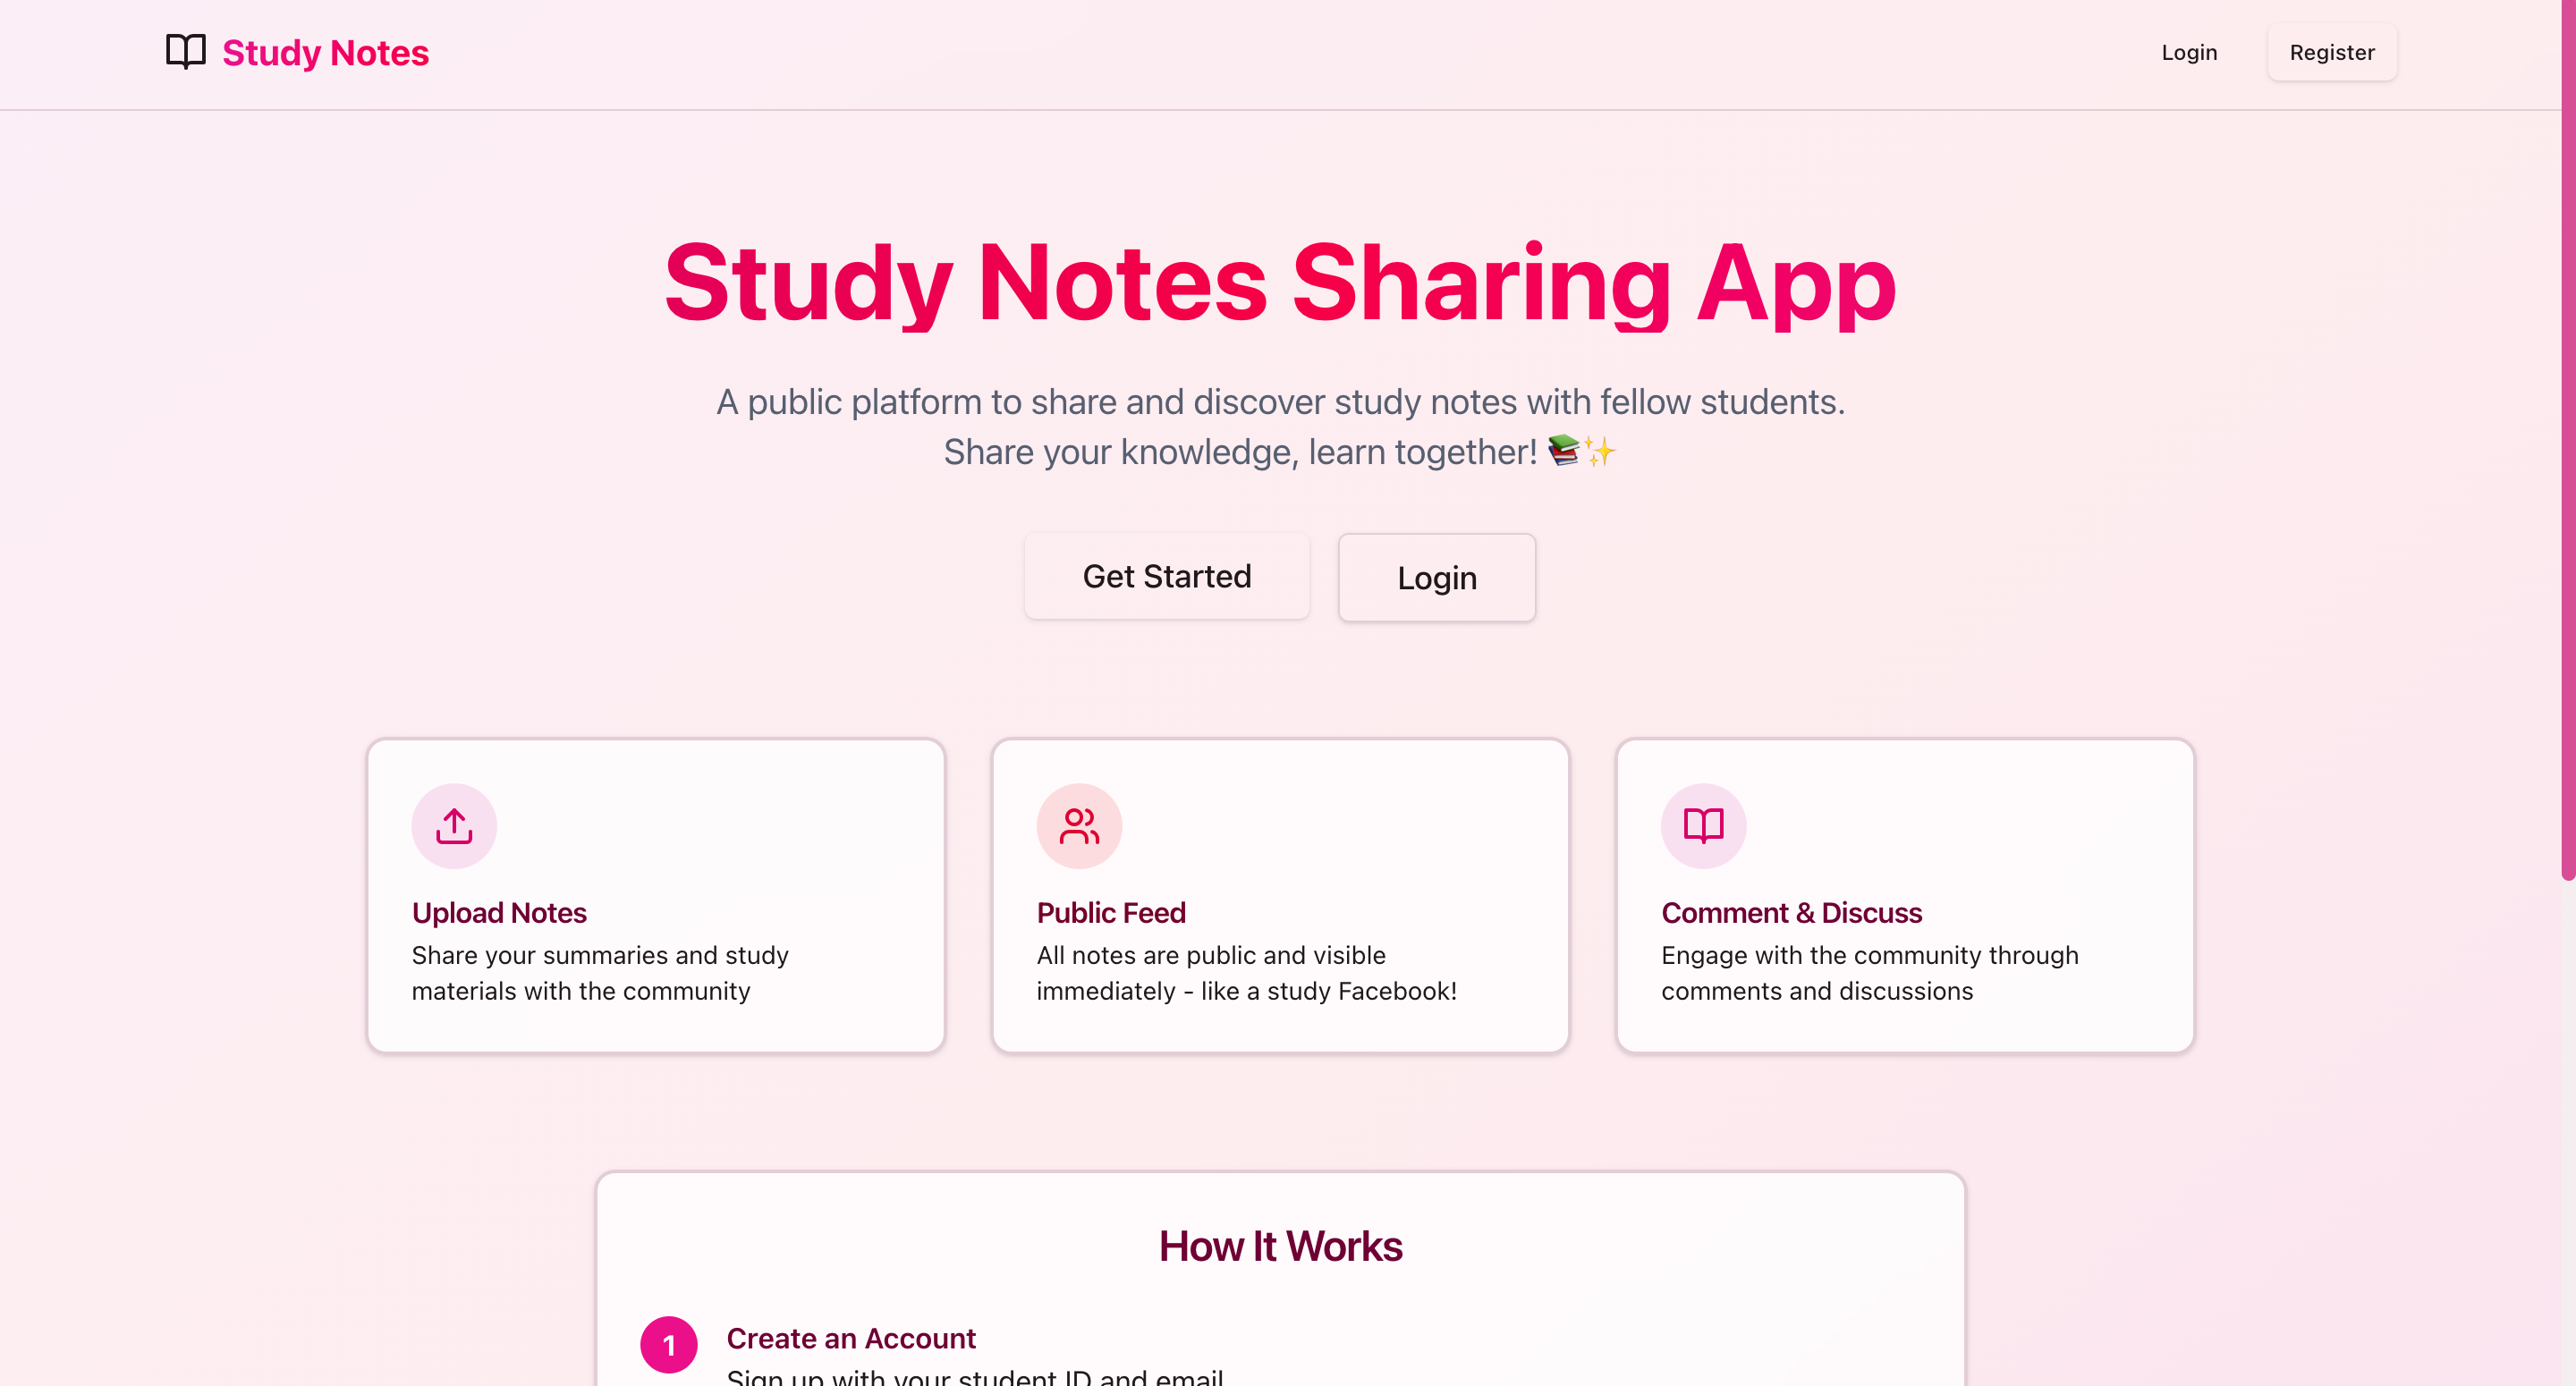 Study Notes
Login
Register
Study Notes Sharing App
A public platform to share and discover study notes with fellow students.
Share your knowledge, learn together! 📚✨
Get Started
Login
Upload Notes
Share your summaries and study
materials with the community
Public Feed
All notes are public and visible
immediately - like a study Facebook!
Comment & Discuss
Engage with the community through
comments and discussions
How It Works
1
Create an Account
Sign up with your student ID and email